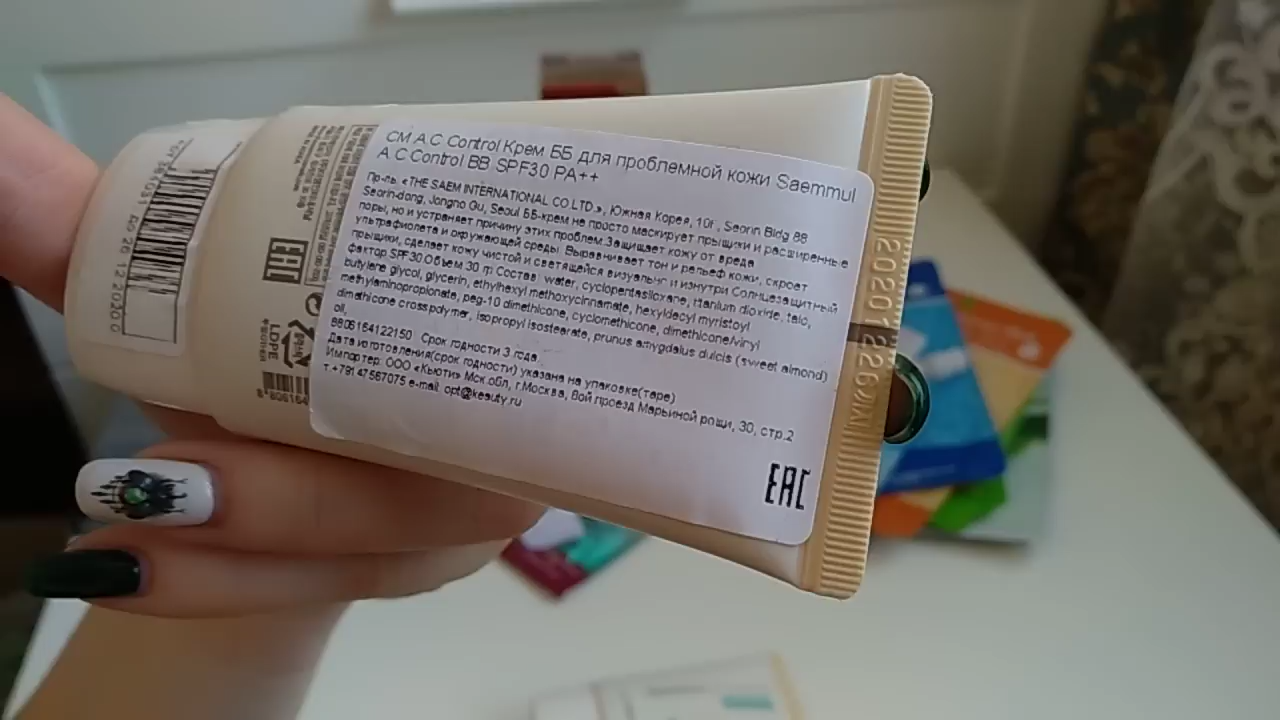 СМ A.C Control Крем ББ для проблемной кожи Saemmul
A.C Control BB SPF30 PA++
Пр-ль: «THE SAEM INTERNATIONAL CO.LTD.», Южная Корея, 10F, Seorin Bldg 88
Seorin-dong, Jongno Gu, Seoul ББ-крем не просто маскирует прыщики и расширенные
поры, но и устраняет причину этих проблем.Защищает кожу от вреда
ультрафиолета и окружающей среды. Выравнивает тон и рельеф кожи, скроет
прыщики, сделает кожу чистой и светящейся визуально и изнутри Солнцезащитный
фактор SPF30.Объем 30 гр Состав: water, cyclopentasiloxane, titanium dioxide, talc,
butylene glycol, glycerin, ethylhexyl methoxycinnamate, hexyldacyl myristoyl
methylaminopropionate, peg-10 dimethicone, cyclomethicone, dimethicone/vinyl
dimethicone crosspolymer, isopropyl isostearate, prunus amygdalus dulcis (sweet almond)
oil,
8806164122150 Срок годности 3 года.
Дата изготовления(срок годности) указана на упаковке(таре)
Импортер: ООО «Кьюти» Мск.обл, г.Москва, 8ой проезд Марьиной рощи, 30, стр.2
т.+79147567075 e-mail: opt@keauty.ru
EAC
EAC
LDPE
20201226